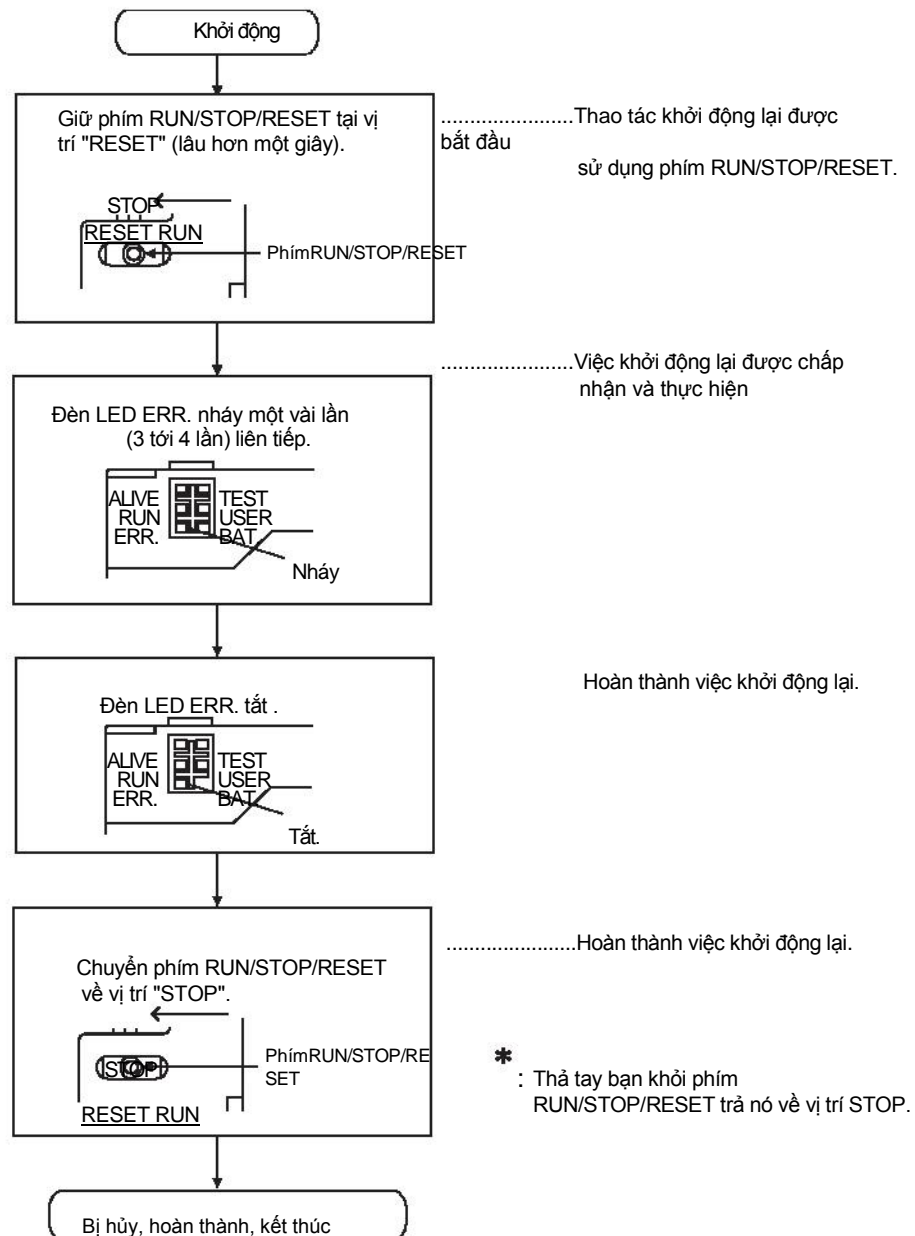 Khởi động
Giữ phím RUN/STOP/RESET tại vị
trí "RESET" (lâu hơn một giây).
.......................Thao tác khởi động lại được
bắt đầu
sử dụng phím RUN/STOP/RESET.
STOP
RESET RUN
PhímRUN/STOP/RESET
.......................Việc khởi động lại được chấp
nhận và thực hiện
Đèn LED ERR. nháy một vài lần
(3 tới 4 lần) liên tiếp.
ALIVE TEST
RUN USER
ERR. BAT
Nháy
Hoàn thành việc khởi động lại.
Đèn LED ERR. tắt .
ALIVE TEST
RUN USER
ERR. BAT
Tắt.
.......................Hoàn thành việc khởi động lại.
Chuyển phím RUN/STOP/RESET
về vị trí "STOP".
STOP
PhímRUN/STOP/RE
SET
RESET RUN
* : Thả tay bạn khỏi phím
RUN/STOP/RESET trả nó về vị trí STOP.
Bị hủy, hoàn thành, kết thúc